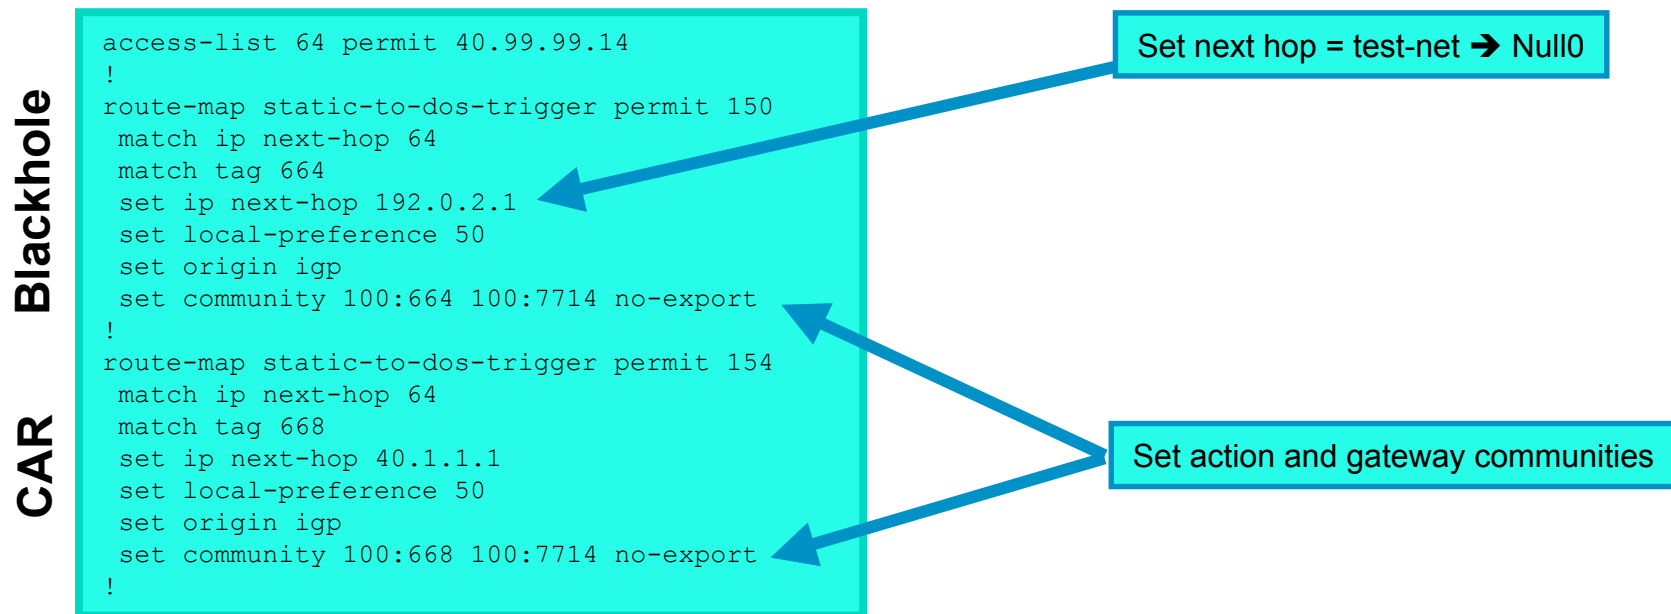 Blackhole
CAR
access-list 64 permit 40.99.99.14
!
route-map static-to-dos-trigger permit 150
 match ip next-hop 64
 match tag 664
 set ip next-hop 192.0.2.1
 set local-preference 50
 set origin igp
 set community 100:664 100:7714 no-export
!
route-map static-to-dos-trigger permit 154
 match ip next-hop 64
 match tag 668
 set ip next-hop 40.1.1.1
 set local-preference 50
 set origin igp
 set community 100:668 100:7714 no-export
!
Set next hop = test-net ➔ Null0
Set action and gateway communities